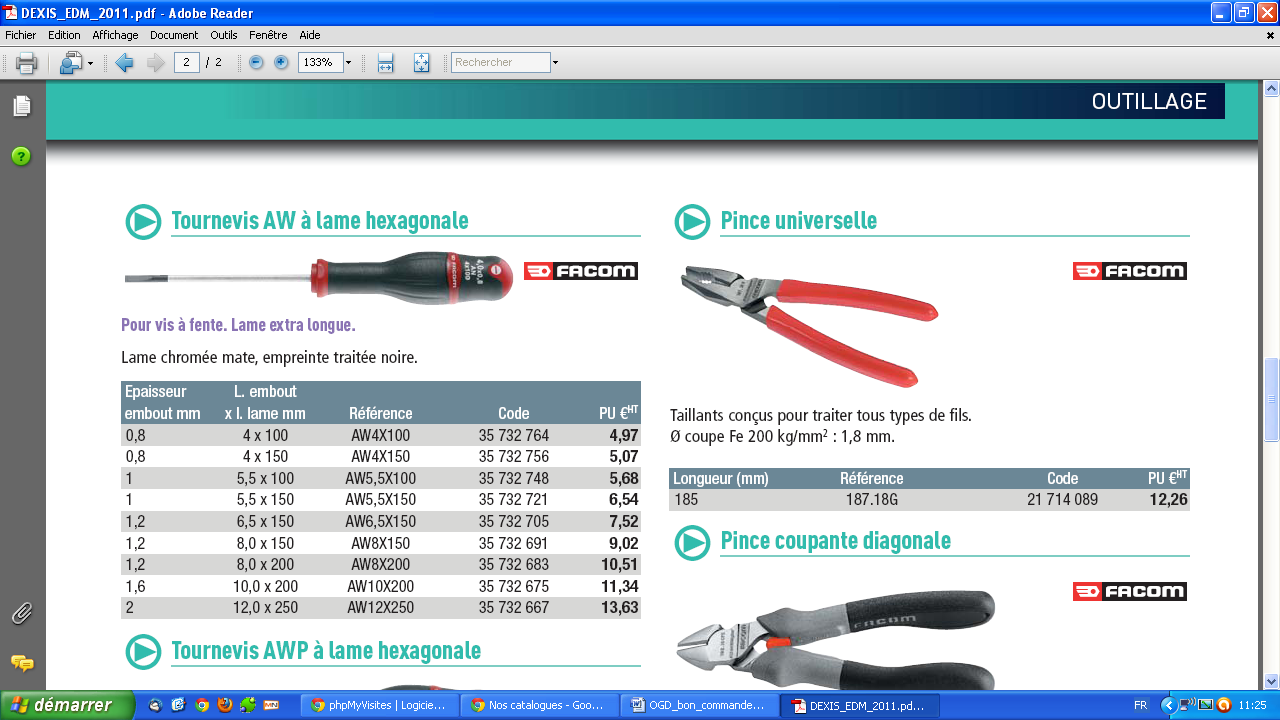 DEXIS_EDM_2011.pdf - Adobe Reader
Fichier Edition Affichage Document Outils Fenêtre Aide
2 / 2 133% Rechercher
OUTILLAGE
Tournevis AW à lame hexagonale
FACOM
Pour vis à fente. Lame extra longue.
Lame chromée mate, empreinte traitée noire.
Epaisseur L. embout
embout mm x l. lame mm Référence Code PU €HT
0,8 4 x 100 AW4X100 35 732 764 4,97
0,8 4 x 150 AW4X150 35 732 756 5,07
1 5,5 x 100 AW5,5X100 35 732 748 5,68
1 5,5 x 150 AW5,5X150 35 732 721 6,54
1,2 6,5 x 150 AW6,5X150 35 732 705 7,52
1,2 8,0 x 150 AW8X150 35 732 691 9,02
1,2 8,0 x 200 AW8X200 35 732 683 10,51
1,6 10,0 x 200 AW10X200 35 732 675 11,34
2 12,0 x 250 AW12X250 35 732 667 13,63
Tournevis AWP à lame hexagonale
Pince universelle
FACOM
Taillants conçus pour traiter tous types de fils.
Ø coupe Fe 200 kg/mm² : 1,8 mm.
Longueur (mm) Référence Code PU €HT
185 187.18G 21 714 089 12,26
Pince coupante diagonale
FACOM
FACOM
démarrer MN phpMyVisites | Logicie... Nos catalogues - Goo... OGD_bon_commande... DEXIS_EDM_2011.pd... FR 11:25